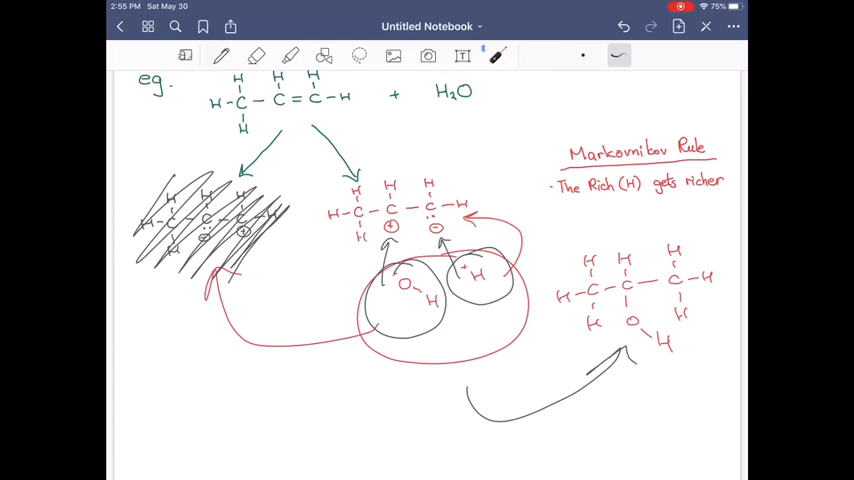 2:55 PM Sat May 30
75%
Untitled Notebook
T
eg.
H H H
H - C - C = C - H + H₂O
H
Markovnikov Rule
· The Rich (H) gets richer
H H H
H - C - C - C : - H
H + -
H H H
H - C - C : - C - H
H - +
+ O - H
+ H
H H H
H - C - C - C - H
H O H
H